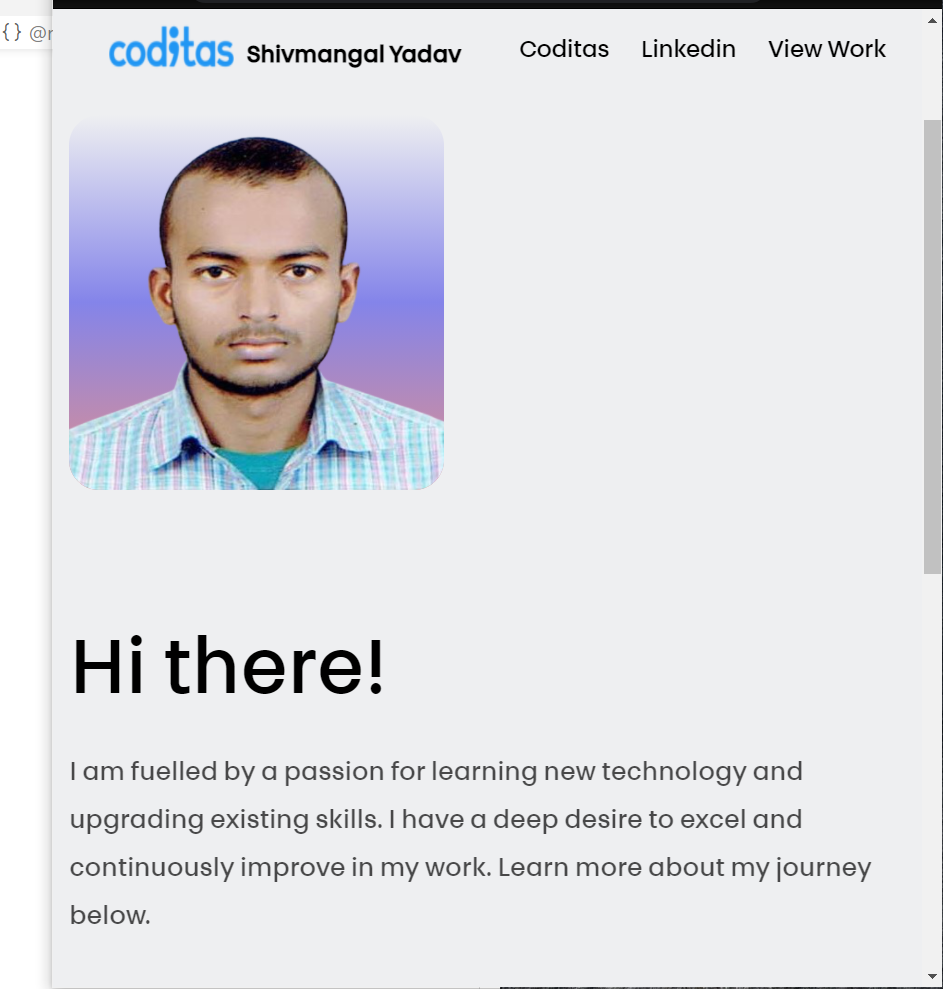 {} @r
coditas Shivmangal Yadav Coditas Linkedin View Work
Hi there!
I am fuelled by a passion for learning new technology and
upgrading existing skills. I have a deep desire to excel and
continuously improve in my work. Learn more about my journey
below.